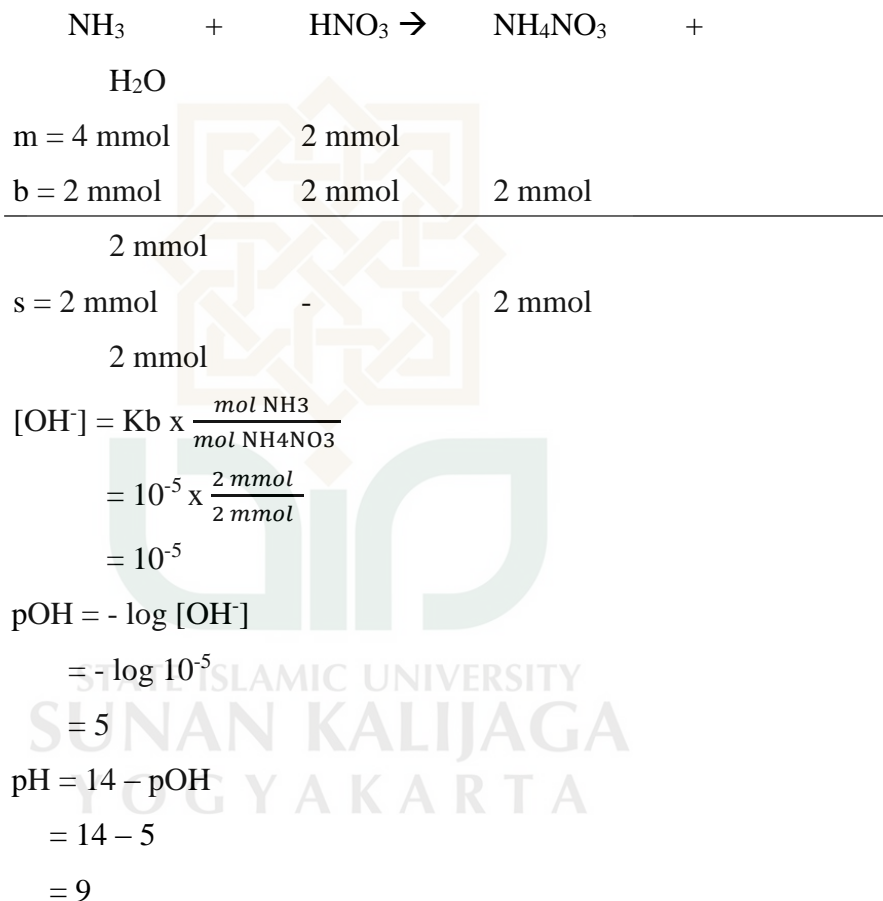 NH₃ + HNO₃ → NH₄NO₃ +
H₂O
m = 4 mmol 2 mmol
b = 2 mmol 2 mmol 2 mmol
2 mmol
s = 2 mmol - 2 mmol
2 mmol
[OH⁻] = Kb x mol NH3 / mol NH4NO3
= 10⁻⁵ x 2 mmol / 2 mmol
= 10⁻⁵
pOH = - log [OH⁻]
= - log 10⁻⁵
STATE ISLAMIC UNIVERSITY
= 5
SUNAN KALIJAGA
pH = 14 – pOH
YOGYAKARTA
= 14 – 5
= 9